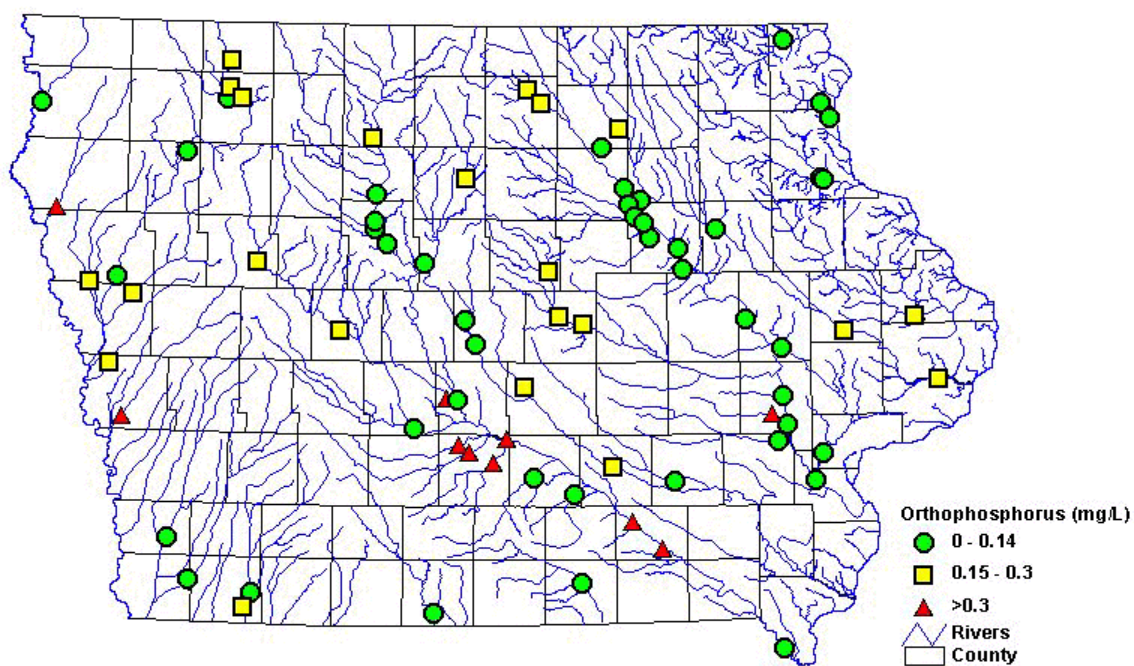 Orthophosphorus (mg/L)
0 - 0.14
0.15 - 0.3
>0.3
Rivers
County